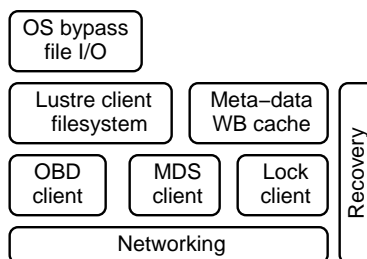 OS bypass
file I/O
Lustre client
filesystem
Meta−data
WB cache
Recovery
OBD
client
MDS
client
Lock
client
Networking